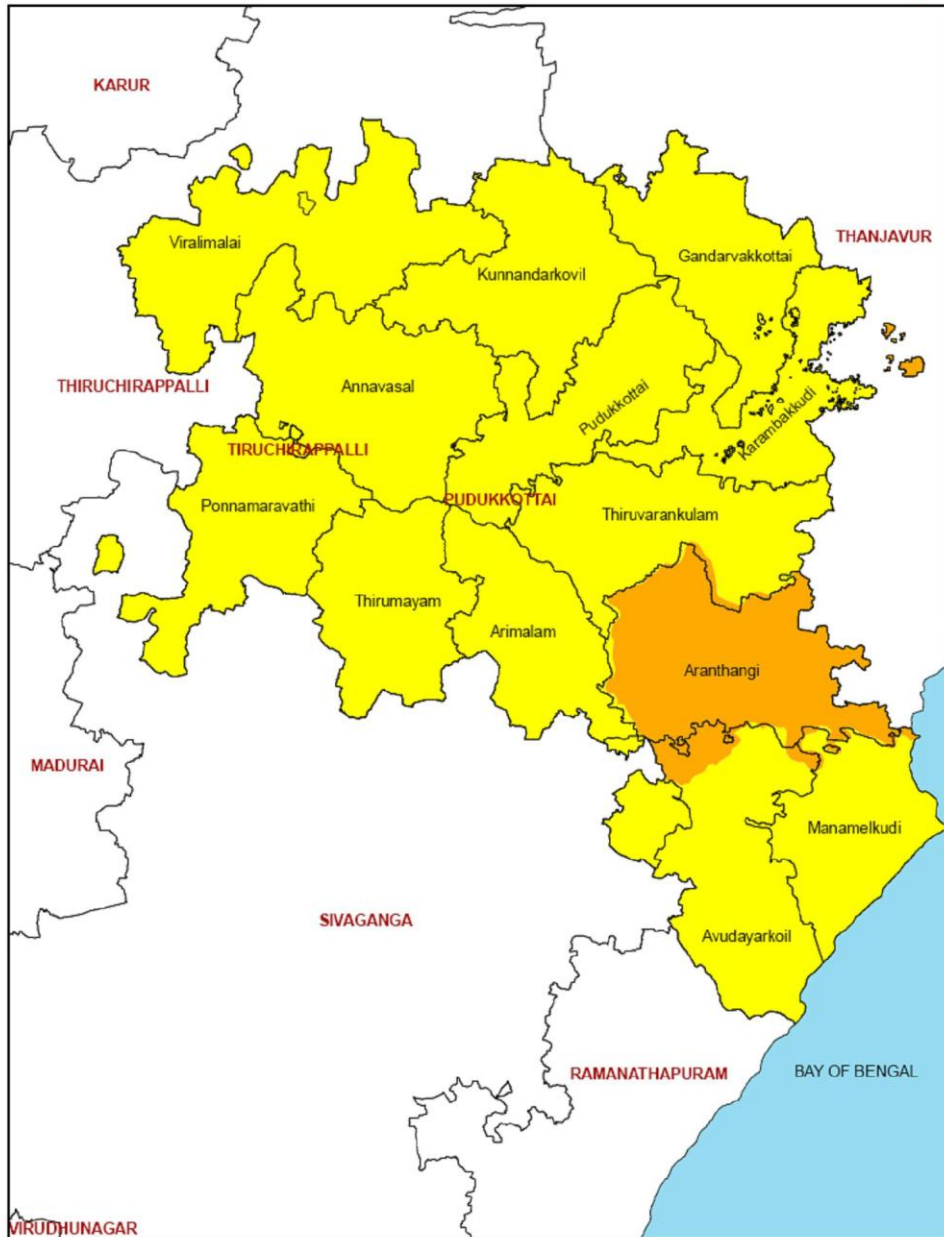 KARUR
THANJAVUR
Viralimalai
Gandarvakkottai
Kunnandarkovil
THIRUCHIRAPPALLI
Annavasal
Pudukkottai
Karambakkudi
TIRUCHIRAPPALLI
PUDUKKOTTAI
Ponnamaravathi
Thiruvarankulam
Thirumayam
Arimalam
Aranthangi
MADURAI
Manamelkudi
SIVAGANGA
Avudayarkoil
RAMANATHAPURAM
BAY OF BENGAL
VIRUDHUNAGAR